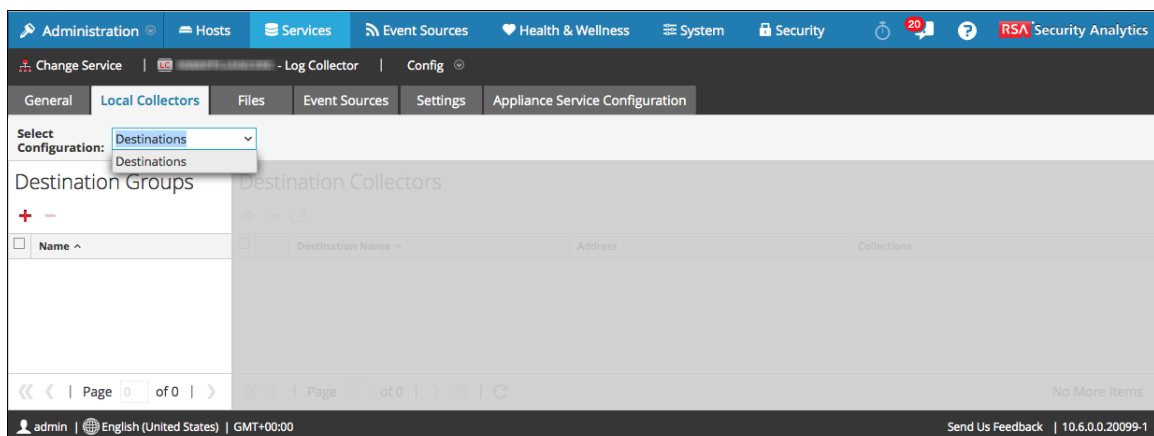 Administration Hosts Services Event Sources Health & Wellness System Security 20 ? RSA Security Analytics
Change Service | LC - Log Collector | Config
General Local Collectors Files Event Sources Settings Appliance Service Configuration
Select
Configuration: Destinations
Destinations
Destination Groups Destination Collectors
Name Destination Name Address Collections
Page 0 of 0 | Page of 0 | No More Items
admin | English (United States) | GMT+00:00 Send Us Feedback | 10.6.0.0.20099-1